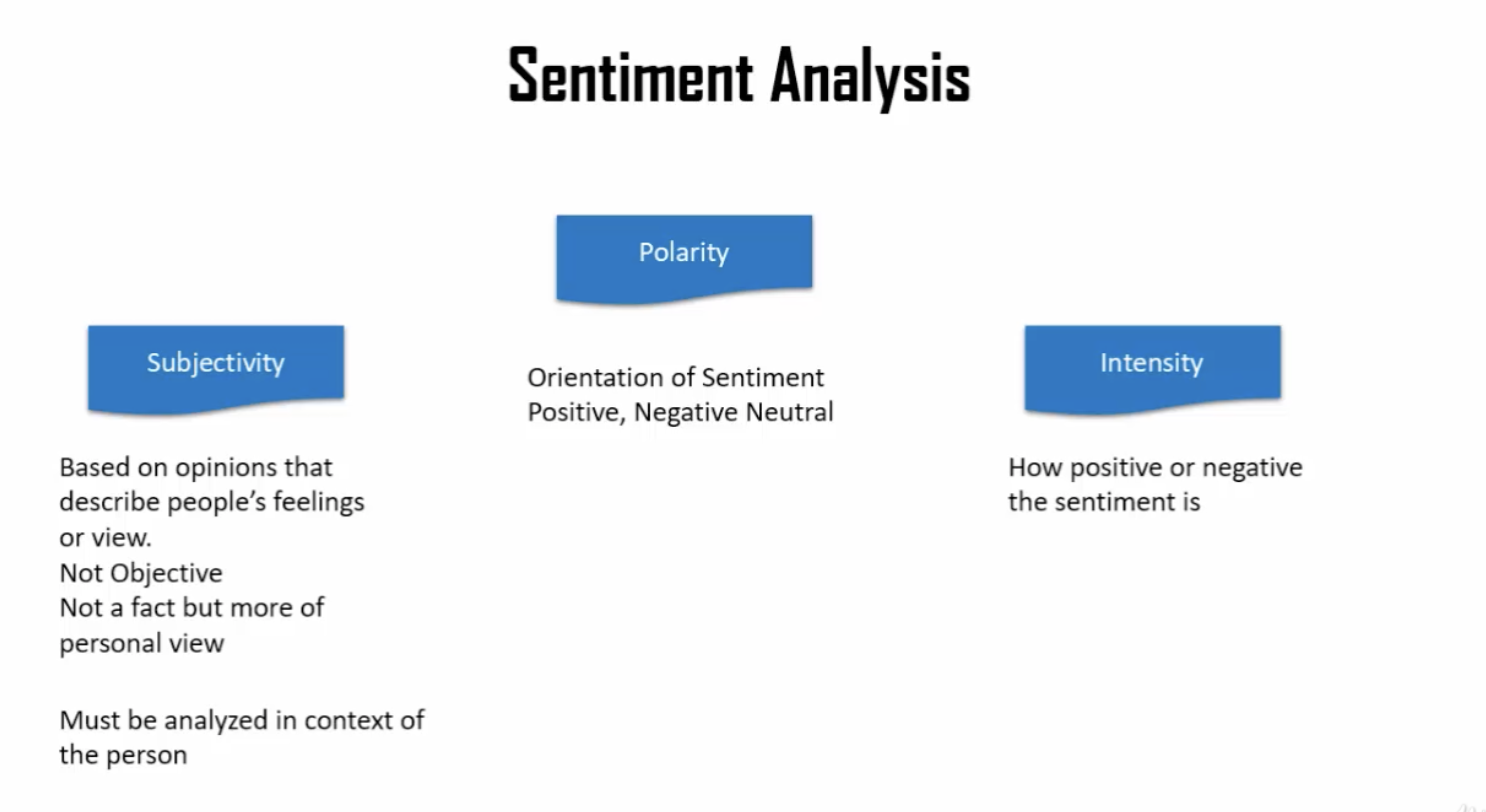 Sentiment Analysis
Polarity
Subjectivity
Intensity
Orientation of Sentiment
Positive, Negative Neutral
Based on opinions that
describe people’s feelings
or view.
Not Objective
Not a fact but more of
personal view
Must be analyzed in context of
the person
How positive or negative
the sentiment is